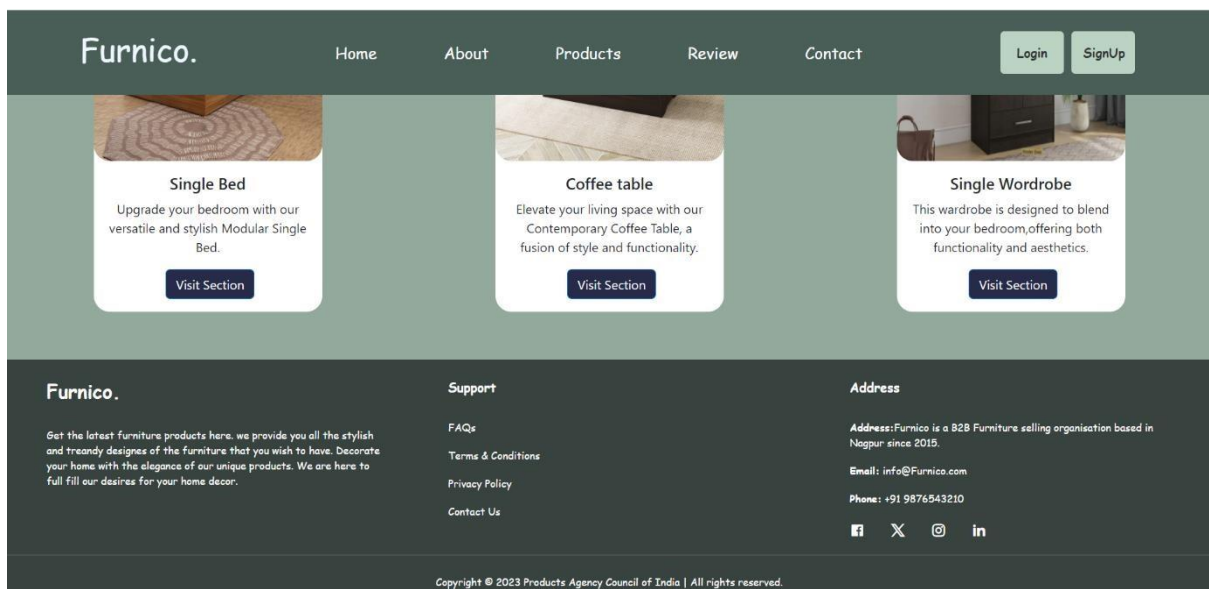 Furnico.
Home
About
Products
Review
Contact
Login
SignUp
Single Bed
Upgrade your bedroom with our
versatile and stylish Modular Single
Bed.
Visit Section
Coffee table
Elevate your living space with our
Contemporary Coffee Table, a
fusion of style and functionality.
Visit Section
Single Wordrobe
This wardrobe is designed to blend
into your bedroom,offering both
functionality and aesthetics.
Visit Section
Furnico.
Get the latest furniture products here. we provide you all the stylish
and treandy designes of the furniture that you wish to have. Decorate
your home with the elegance of our unique products. We are here to
full fill our desires for your home decor.
Support
FAQs
Terms & Conditions
Privacy Policy
Contact Us
Address
Address:Furnico is a B2B Furniture selling organisation based in
Nagpur since 2015.
Email: info@Furnico.com
Phone: +91 9876543210
Copyright © 2023 Products Agency Council of India | All rights reserved.